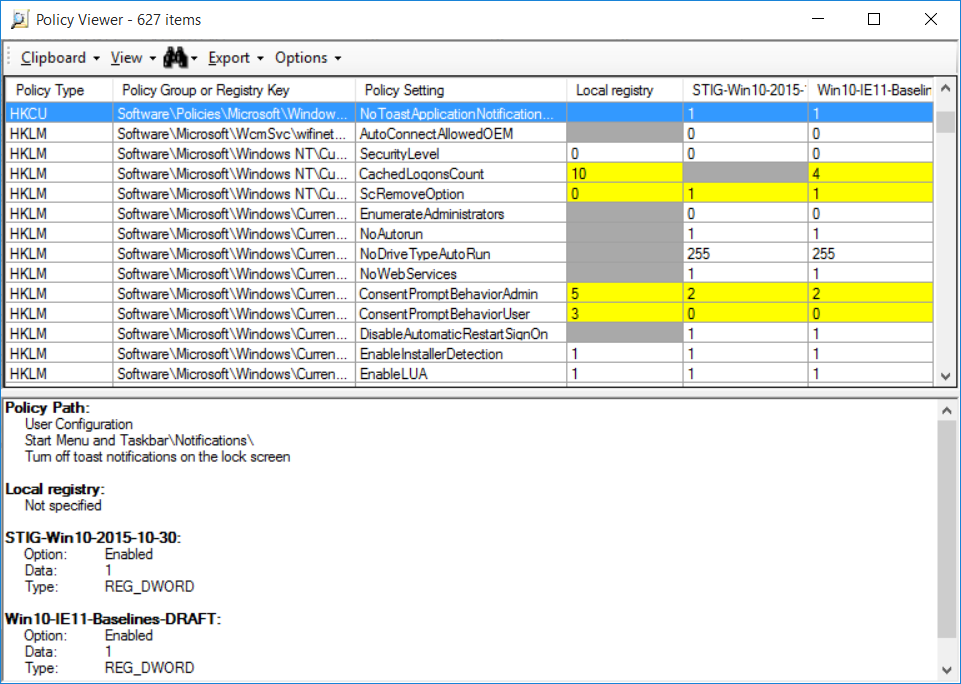 Policy Viewer - 627 items
Clipboard View Export Options
Policy Type Policy Group or Registry Key Policy Setting Local registry STIG-Win10-2015- Win10-IE11-Baselin
HKCU Software\Policies\Microsoft\Window... NoToastApplicationNotification... 1 1
HKLM Software\Microsoft\WcmSvc\wifinet... AutoConnectAllowedOEM 0 0
HKLM Software\Microsoft\Windows NT\Cu... SecurityLevel 0 0 0
HKLM Software\Microsoft\Windows NT\Cu... CachedLogonsCount 10 4
HKLM Software\Microsoft\Windows NT\Cu... ScRemoveOption 0 1 1
HKLM Software\Microsoft\Windows\Curren... EnumerateAdministrators 0 0
HKLM Software\Microsoft\Windows\Curren... NoAutorun 1 1
HKLM Software\Microsoft\Windows\Curren... NoDriveTypeAutoRun 255 255
HKLM Software\Microsoft\Windows\Curren... NoWebServices 1 1
HKLM Software\Microsoft\Windows\Curren... ConsentPromptBehaviorAdmin 5 2 2
HKLM Software\Microsoft\Windows\Curren... ConsentPromptBehaviorUser 3 0 0
HKLM Software\Microsoft\Windows\Curren... DisableAutomaticRestartSignOn 1 1
HKLM Software\Microsoft\Windows\Curren... EnableInstallerDetection 1 1 1
HKLM Software\Microsoft\Windows\Curren... EnableLUA 1 1 1
Policy Path:
User Configuration
Start Menu and Taskbar\Notifications\
Turn off toast notifications on the lock screen
Local registry:
Not specified
STIG-Win10-2015-10-30:
Option: Enabled
Data: 1
Type: REG_DWORD
Win10-IE11-Baselines-DRAFT:
Option: Enabled
Data: 1
Type: REG_DWORD